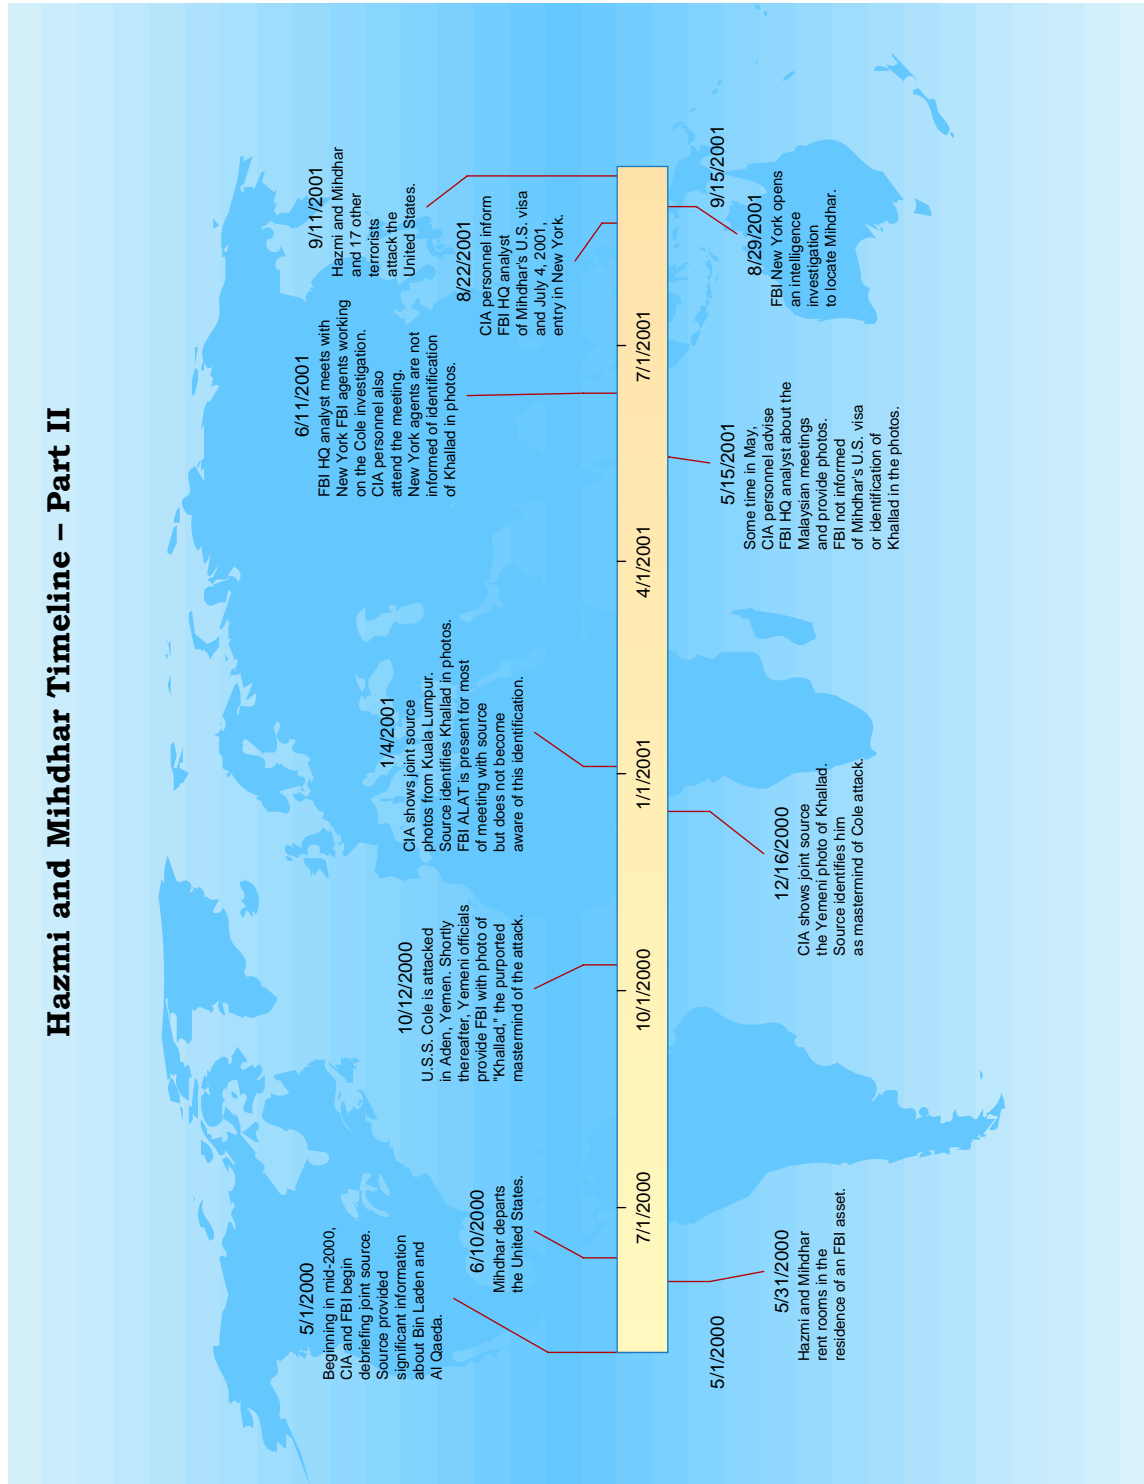 Hazmi and Mihdhar Timeline – Part II
5/1/2000
Beginning in mid-2000,
CIA and FBI begin
debriefing joint source.
Source provided
significant information
about Bin Laden and
Al Qaeda.
6/10/2000
Mihdhar departs
the United States.
10/12/2000
U.S.S. Cole is attacked
in Aden, Yemen. Shortly
thereafter, Yemeni officials
provide FBI with photo of
"Khallad," the purported
mastermind of the attack.
1/4/2001
CIA shows joint source
photos from Kuala Lumpur.
Source identifies Khallad in photos.
FBI ALAT is present for most
of meeting with source
but does not become
aware of this identification.
6/11/2001
FBI HQ analyst meets with
New York FBI agents working
on the Cole investigation.
CIA personnel also
attend the meeting.
New York agents are not
informed of identification
of Khallad in photos.
9/11/2001
Hazmi and Mihdhar
and 17 other
terrorists
attack the
United States.
8/22/2001
CIA personnel inform
FBI HQ analyst
of Mihdhar's U.S. visa
and July 4, 2001,
entry in New York.
7/1/2000
10/1/2000
1/1/2001
4/1/2001
7/1/2001
5/1/2000
9/15/2001
5/31/2000
Hazmi and Mihdhar
rent rooms in the
residence of an FBI asset.
12/16/2000
CIA shows joint source
the Yemeni photo of Khallad.
Source identifies him
as mastermind of Cole attack.
5/15/2001
Some time in May,
CIA personnel advise
FBI HQ analyst about the
Malaysian meetings
and provide photos.
FBI not informed
of Mihdhar's U.S. visa
or identification of
Khallad in the photos.
8/29/2001
FBI New York opens
an intelligence
investigation
to locate Mihdhar.